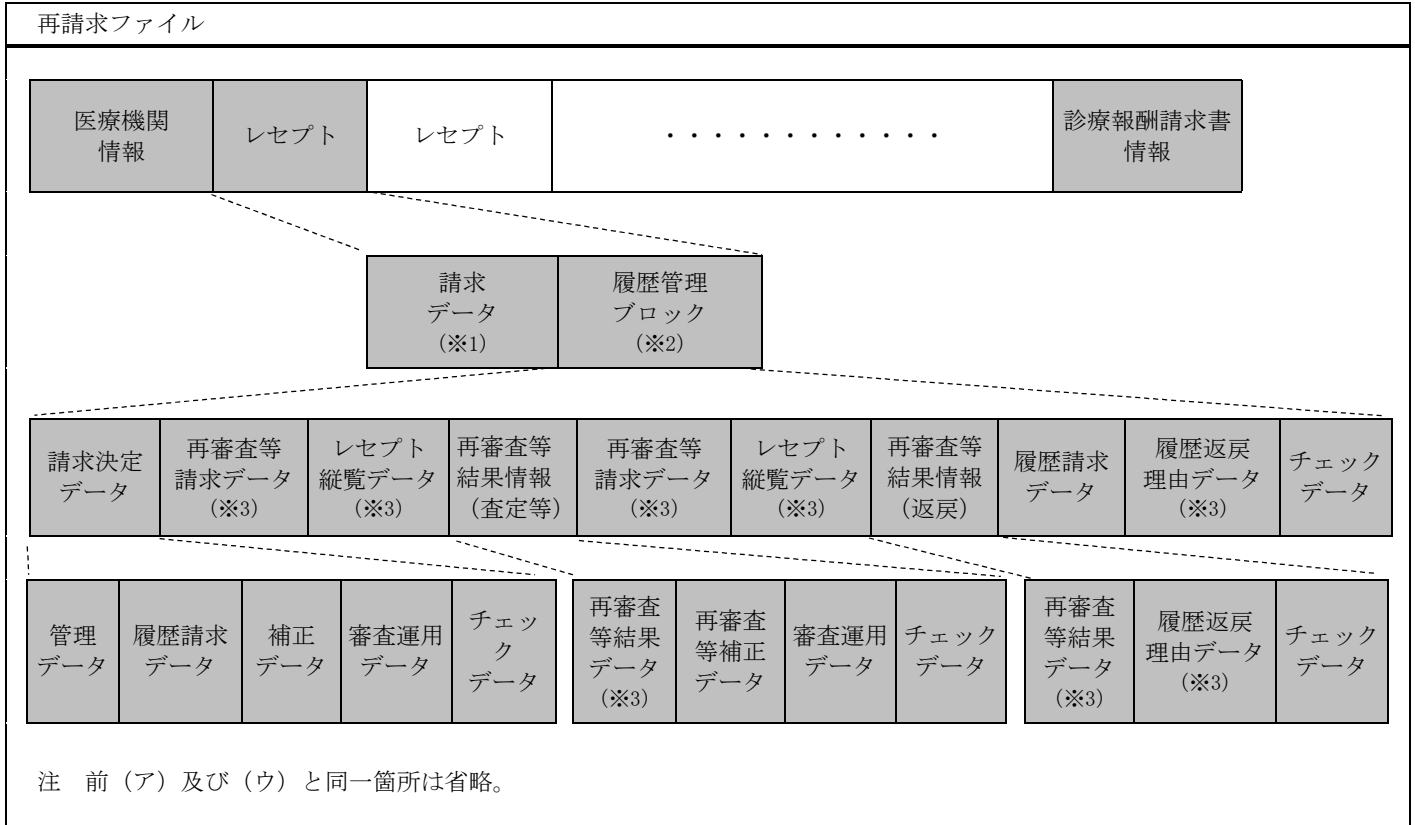 再請求ファイル
医療機関
情報
レセプト
レセプト
・・・・・・・・・・・・
診療報酬請求書
情報
請求
データ
(※1)
履歴管理
ブロック
(※2)
請求決定
データ
再審査等
請求データ
(※3)
レセプト
縦覧データ
(※3)
再審査等
結果情報
(査定等)
再審査等
請求データ
(※3)
レセプト
縦覧データ
(※3)
再審査等
結果情報
(返戻)
履歴請求
データ
履歴返戻
理由データ
(※3)
チェック
データ
管理
データ
履歴請求
データ
補正
データ
審査運用
データ
チェッ
ク
データ
再審査
等結果
データ
(※3)
再審査
等補正
データ
審査運用
データ
チェック
データ
再審査
等結果
データ
(※3)
履歴返戻
理由データ
(※3)
チェック
データ
注　前（ア）及び（ウ）と同一箇所は省略。